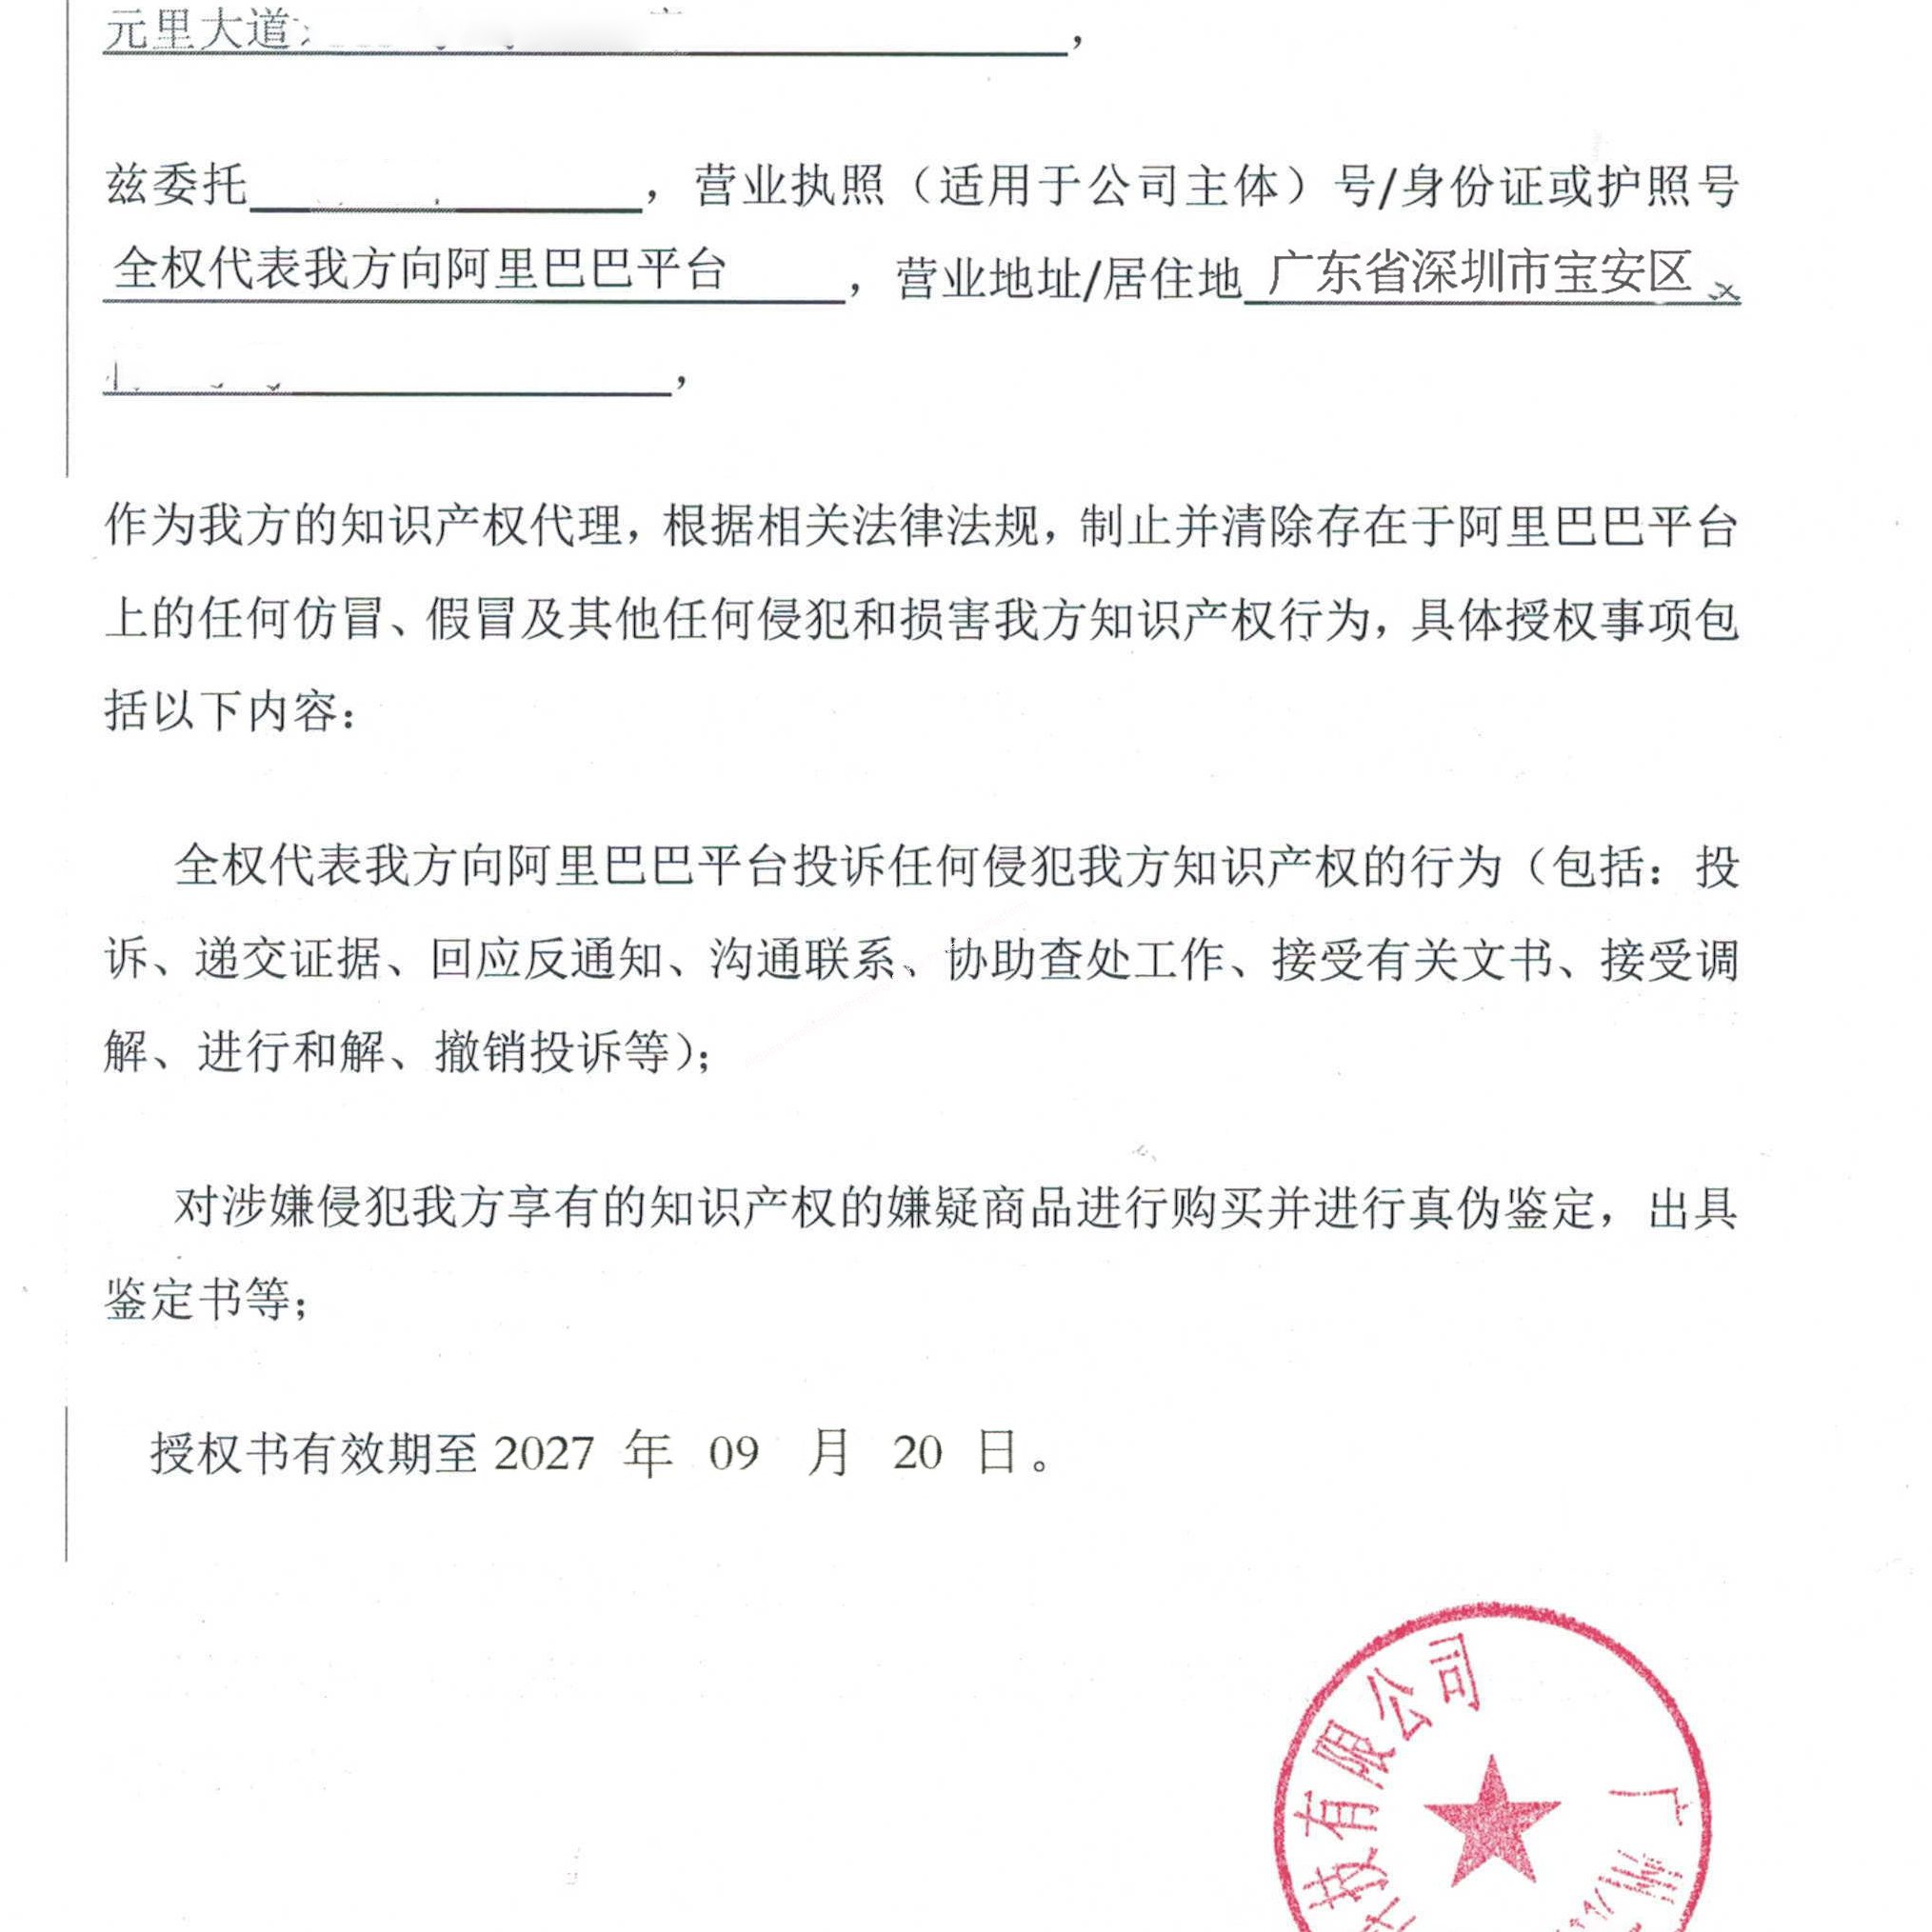 元里大道
，
兹委托 ，营业执照（适用于公司主体）号/身份证或护照号
全权代表我方向阿里巴巴平台 ，营业地址/居住地 广东省深圳市宝安区
，
作为我方的知识产权代理，根据相关法律法规，制止并清除存在于阿里巴巴平台
上的任何仿冒、假冒及其他任何侵犯和损害我方知识产权行为，具体授权事项包
括以下内容：
全权代表我方向阿里巴巴平台投诉任何侵犯我方知识产权的行为（包括：投
诉、递交证据、回应反通知、沟通联系、协助查处工作、接受有关文书、接受调
解、进行和解、撤销投诉等）；
对涉嫌侵犯我方享有的知识产权的嫌疑商品进行购买并进行真伪鉴定，出具
鉴定书等；
授权书有效期至 2027 年 09 月 20 日。
广州
技有限公司